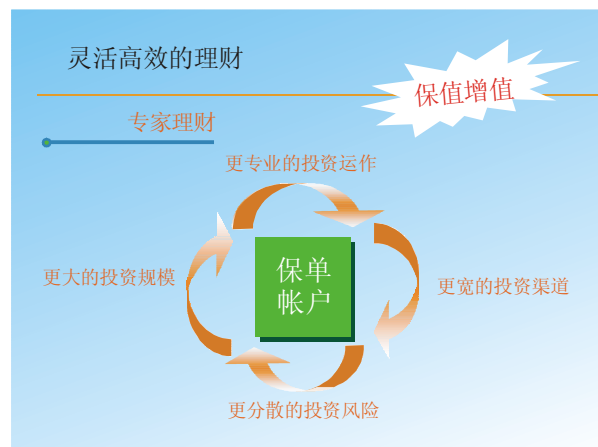 灵活高效的理财
保值增值
专家理财
更专业的投资运作
更大的投资规模
保单
帐户
更宽的投资渠道
更分散的投资风险